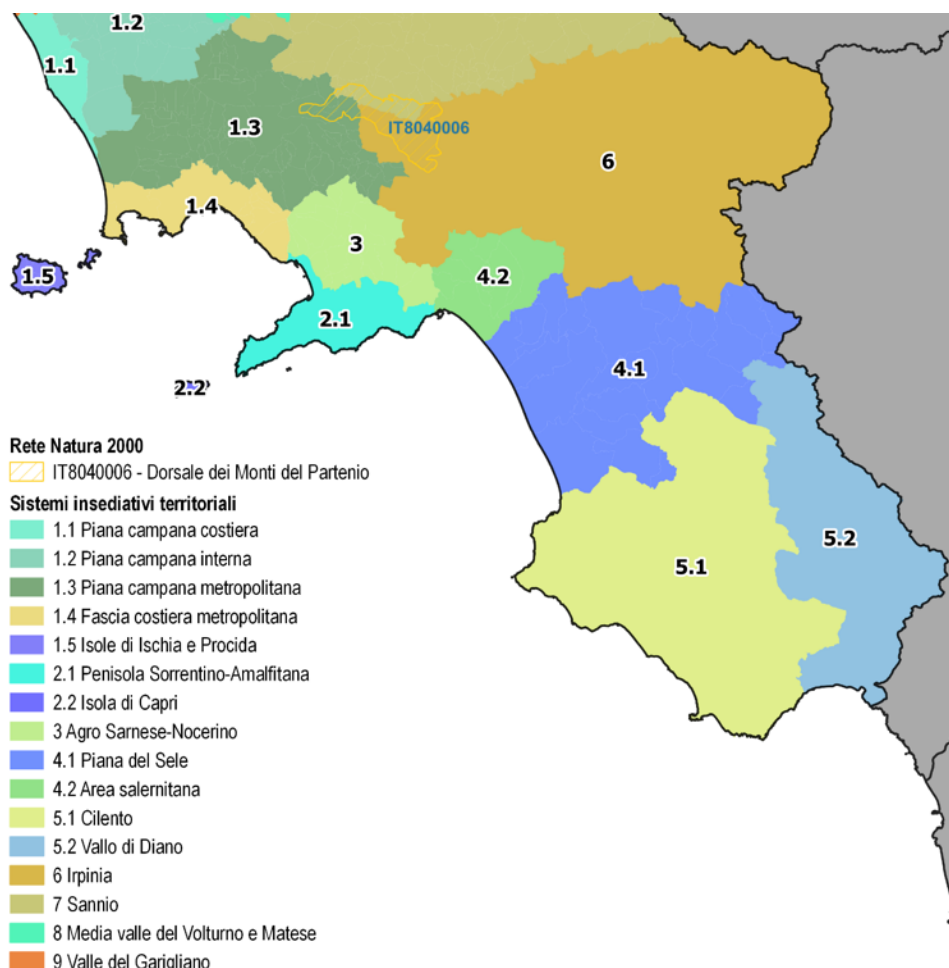 1.2
1.1
1.3
IT8040006
6
1.4
3
1.5
4.2
2.1
4.1
2.2
5.2
5.1
Rete Natura 2000
IT8040006 - Dorsale dei Monti del Partenio
Sistemi insediativi territoriali
1.1 Piana campana costiera
1.2 Piana campana interna
1.3 Piana campana metropolitana
1.4 Fascia costiera metropolitana
1.5 Isole di Ischia e Procida
2.1 Penisola Sorrentino-Amalfitana
2.2 Isola di Capri
3 Agro Sarnese-Nocerino
4.1 Piana del Sele
4.2 Area salernitana
5.1 Cilento
5.2 Vallo di Diano
6 Irpinia
7 Sannio
8 Media valle del Volturno e Matese
9 Valle del Garigliano